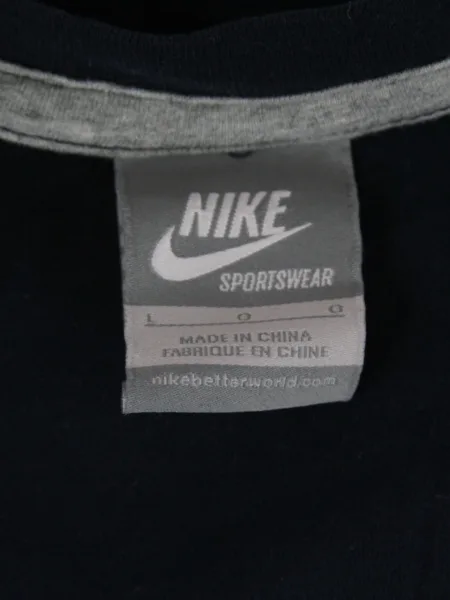 NIKE
SPORTSWEAR
L G G
MADE IN CHINA
FABRIQUE EN CHINE
nikebetterworld.com